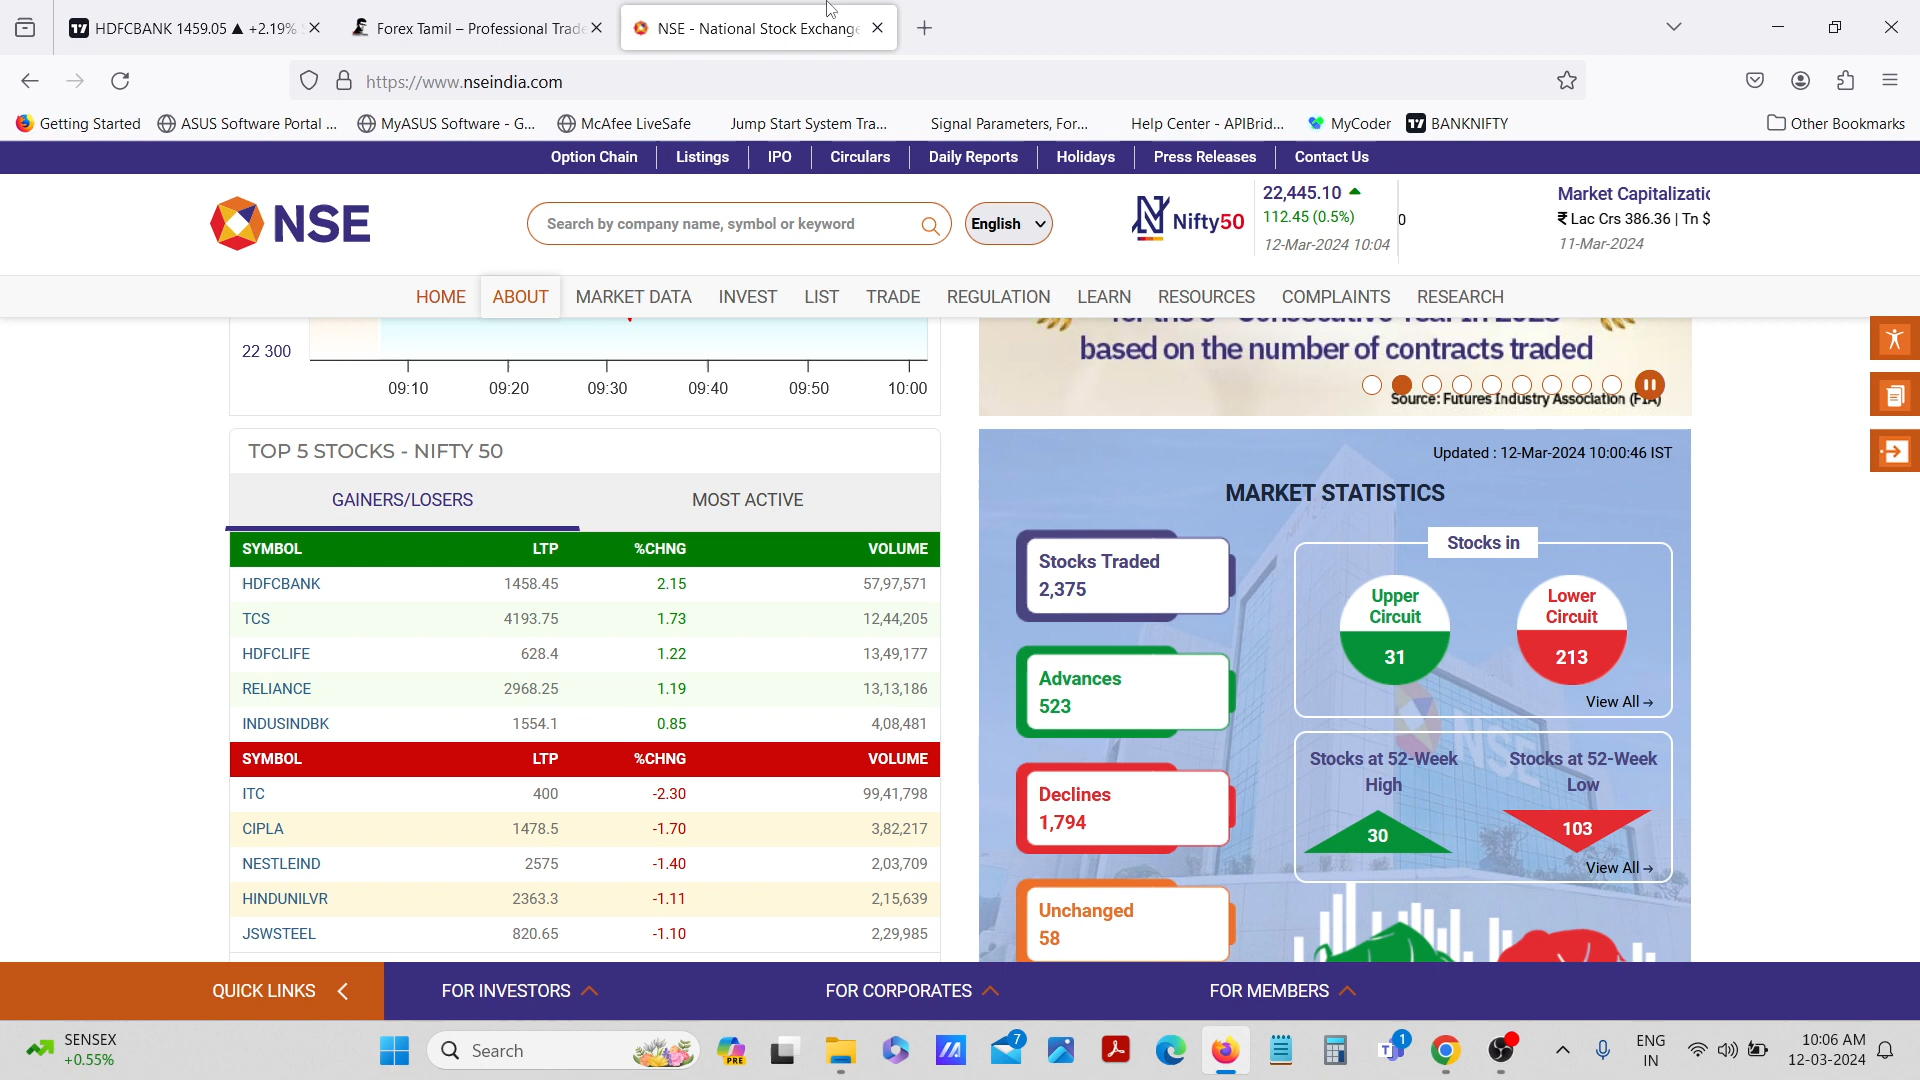 HDFCBANK 1459.05 ▲ +2.19%
Forex Tamil – Professional Trade
NSE - National Stock Exchange
https://www.nseindia.com
Getting Started
ASUS Software Portal ...
MyASUS Software - G...
McAfee LiveSafe
Jump Start System Tra...
Signal Parameters, For...
Help Center - APIBrid...
MyCoder
BANKNIFTY
Other Bookmarks
Option Chain
Listings
IPO
Circulars
Daily Reports
Holidays
Press Releases
Contact Us
NSE
Search by company name, symbol or keyword
English
Nifty50
22,445.10
112.45 (0.5%)
12-Mar-2024 10:04
0
Market Capitalizatio
₹ Lac Crs 386.36 | Tn $
11-Mar-2024
HOME
ABOUT
MARKET DATA
INVEST
LIST
TRADE
REGULATION
LEARN
RESOURCES
COMPLAINTS
RESEARCH
22 300
09:10 09:20 09:30 09:40 09:50 10:00
based on the number of contracts traded
Source: Futures Industry Association (FIA)
TOP 5 STOCKS - NIFTY 50
GAINERS/LOSERS
MOST ACTIVE
SYMBOL LTP %CHNG VOLUME
HDFCBANK 1458.45 2.15 57,97,571
TCS 4193.75 1.73 12,44,205
HDFCLIFE 628.4 1.22 13,49,177
RELIANCE 2968.25 1.19 13,13,186
INDUSINDBK 1554.1 0.85 4,08,481
SYMBOL LTP %CHNG VOLUME
ITC 400 -2.30 99,41,798
CIPLA 1478.5 -1.70 3,82,217
NESTLEIND 2575 -1.40 2,03,709
HINDUNILVR 2363.3 -1.11 2,15,639
JSWSTEEL 820.65 -1.10 2,29,985
Updated : 12-Mar-2024 10:00:46 IST
MARKET STATISTICS
Stocks Traded
2,375
Advances
523
Declines
1,794
Unchanged
58
Stocks in
Upper
Circuit
31
Lower
Circuit
213
View All
Stocks at 52-Week
High
30
Stocks at 52-Week
Low
103
View All
QUICK LINKS
FOR INVESTORS
FOR CORPORATES
FOR MEMBERS
SENSEX
+0.55%
Search
PRE
7
1
ENG
IN
10:06 AM
12-03-2024